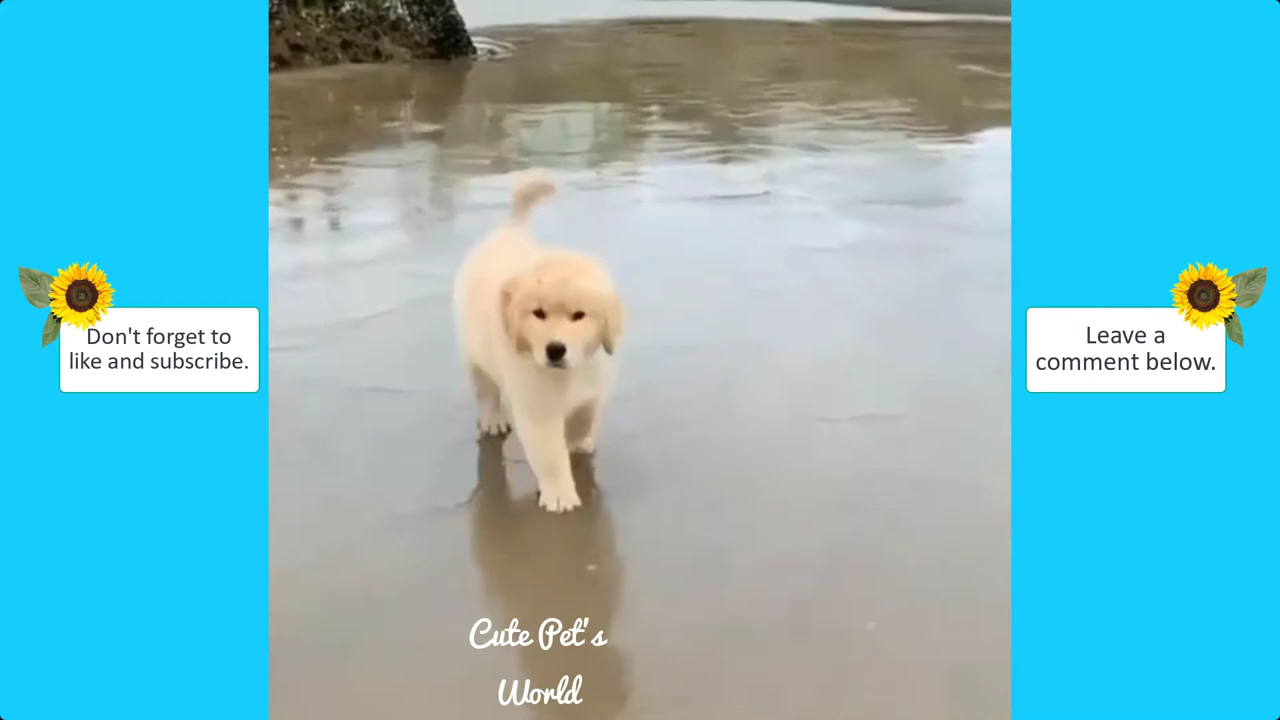 Don't forget to
like and subscribe.
Leave a
comment below.
Cute Pet's
World